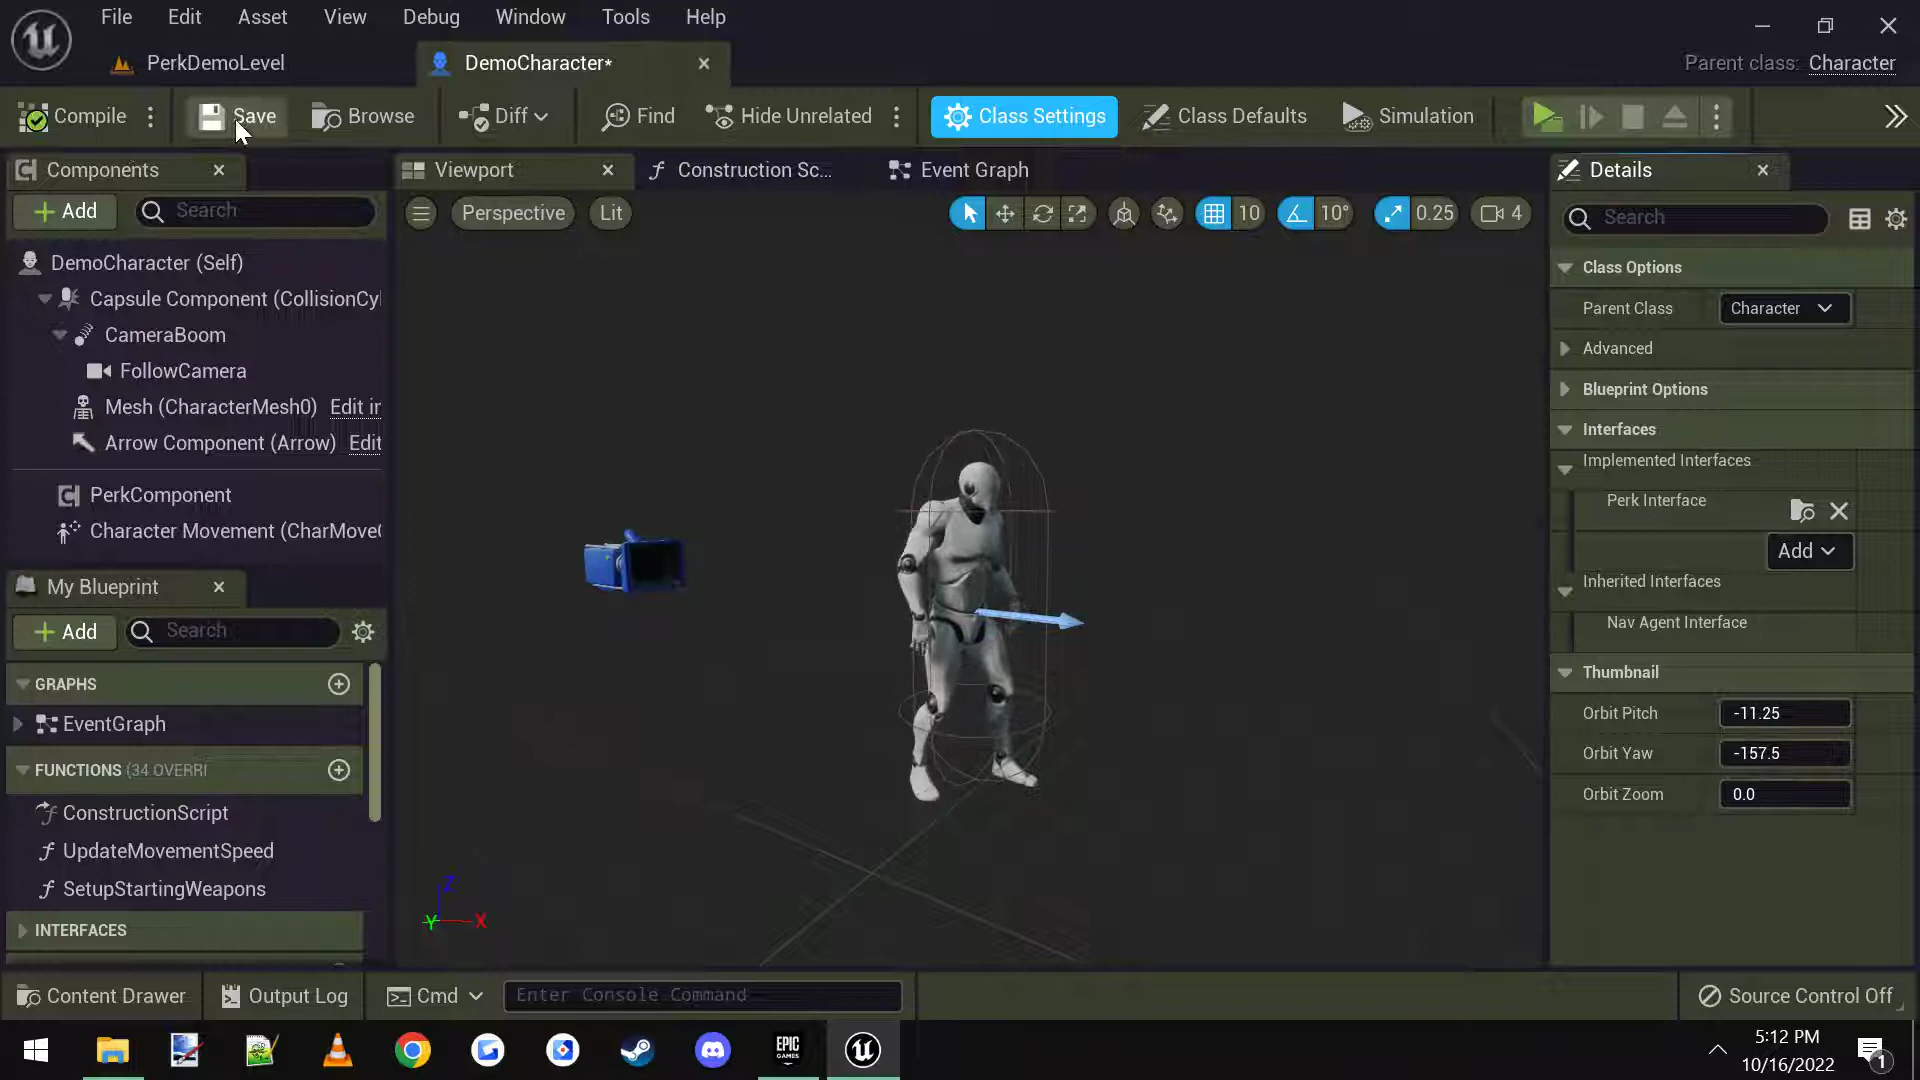 File Edit Asset View Debug Window Tools Help
PerkDemoLevel
DemoCharacter*
Parent class: Character
Compile
Save
Browse
Diff
Find
Hide Unrelated
Class Settings
Class Defaults
Simulation
Components
Add
Search
DemoCharacter (Self)
Capsule Component (CollisionCyl
CameraBoom
FollowCamera
Mesh (CharacterMesh0) Edit in
Arrow Component (Arrow) Edit
PerkComponent
Character Movement (CharMove
My Blueprint
Add
Search
GRAPHS
EventGraph
FUNCTIONS (34 OVERRI
ConstructionScript
UpdateMovementSpeed
SetupStartingWeapons
INTERFACES
Viewport
Construction Sc...
Event Graph
Perspective
Lit
10
10°
0.25
4
Z
Y
X
Details
Search
Class Options
Parent Class Character
Advanced
Blueprint Options
Interfaces
Implemented Interfaces
Perk Interface
Add
Inherited Interfaces
Nav Agent Interface
Thumbnail
Orbit Pitch -11.25
Orbit Yaw -157.5
Orbit Zoom 0.0
Content Drawer
Output Log
Cmd
Enter Console Command
Source Control Off
EPIC
GAMES
5:12 PM
10/16/2022
1